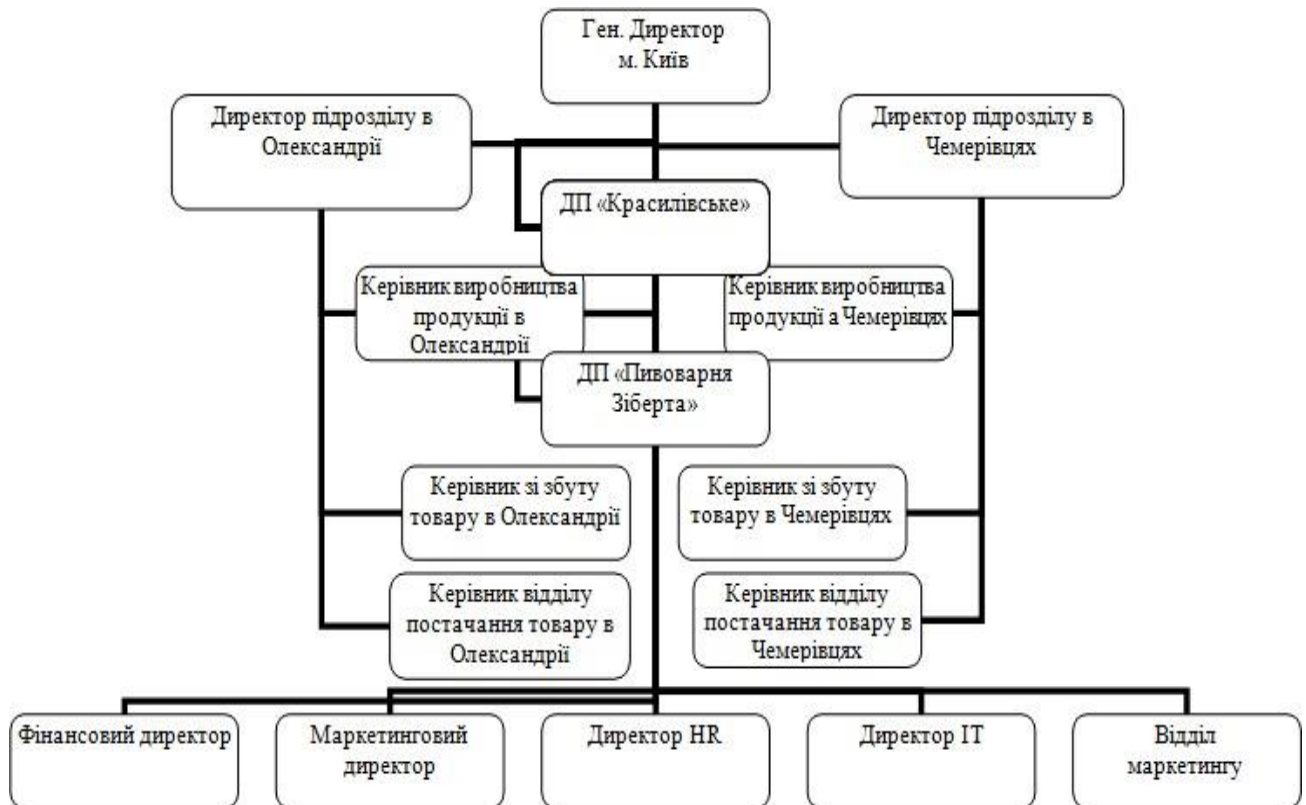 Ген. Директор
м. Київ
Директор підрозділу в
Олександрії
Директор підрозділу в
Чемерівцях
ДП «Красилівське»
Керівник виробництва
продукції в
Олександрії
Керівник виробництва
продукції а Чемерівцях
ДП «Пивоварня
Зіберта»
Керівник зі збуту
товару в Олександрії
Керівник зі збуту
товару в Чемерівцях
Керівник відділу
постачання товару в
Олександрії
Керівник відділу
постачання товару в
Чемерівцях
Фінансовий директор
Маркетинговий
директор
Директор HR
Директор ІТ
Відділ
маркетингу